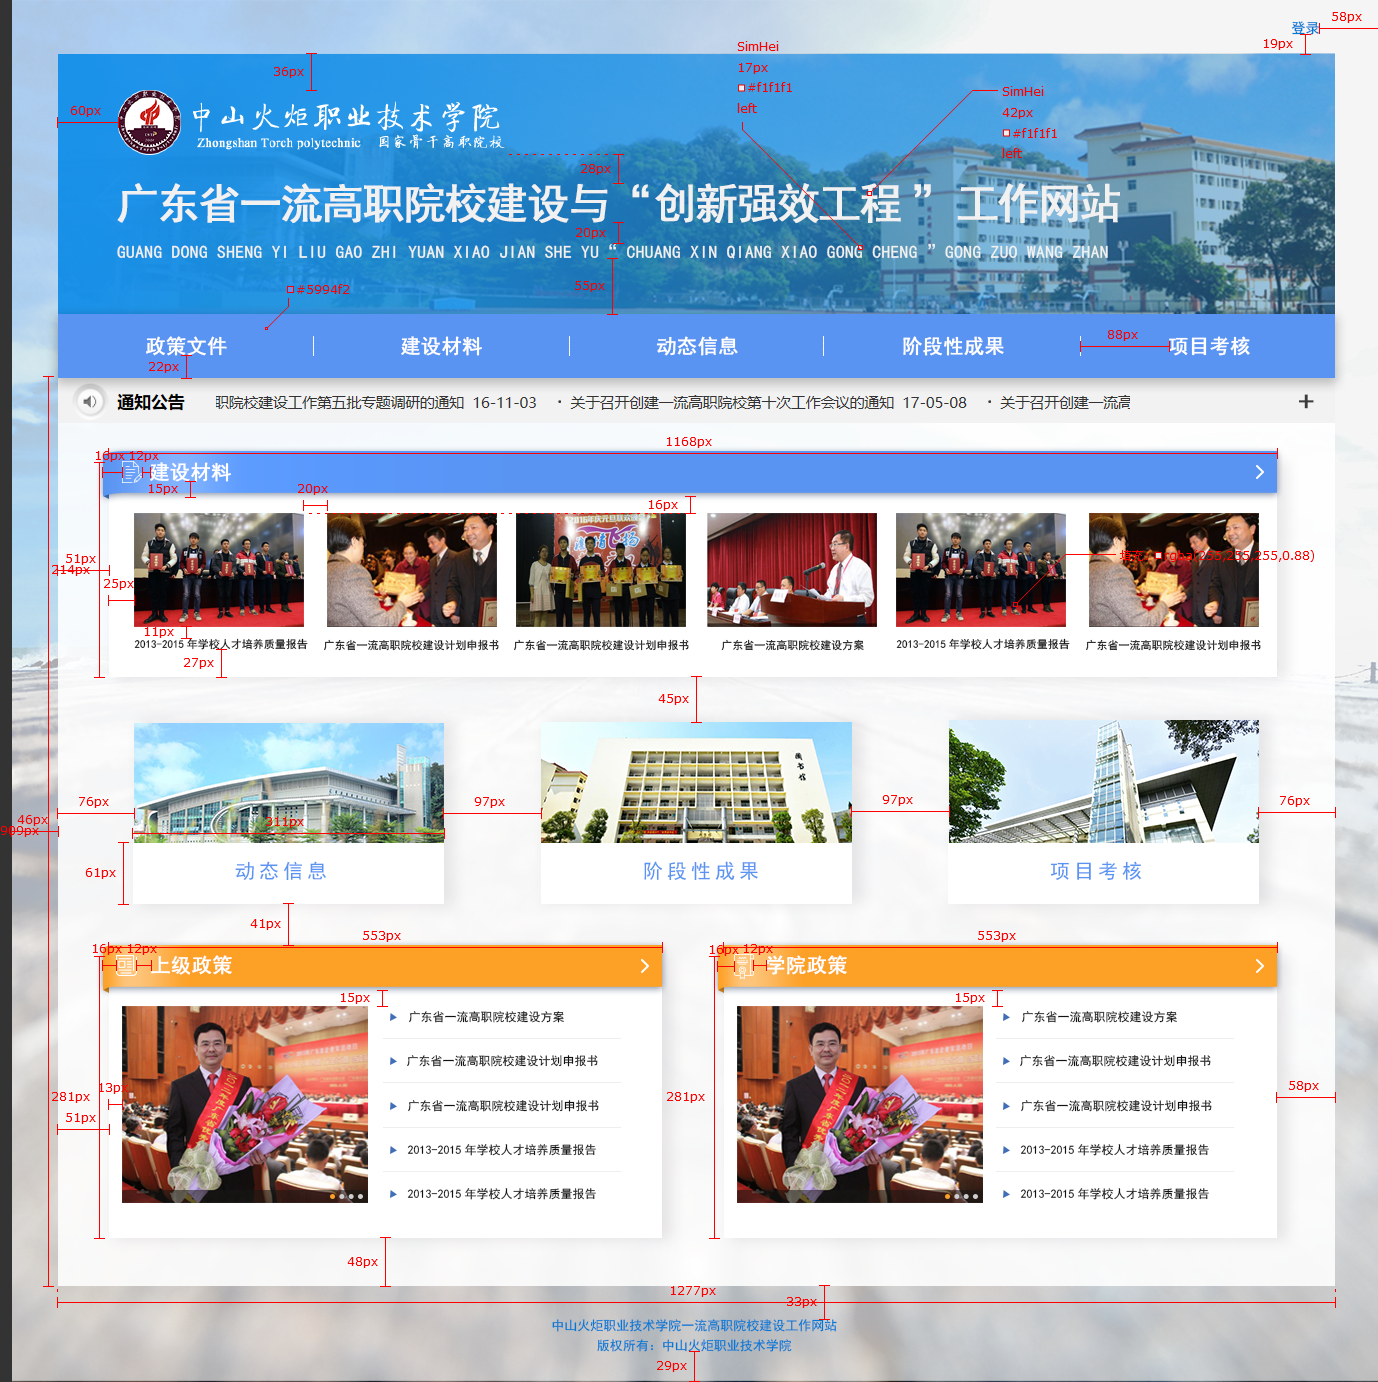 58px
登录
19px
SimHei
17px
#f1f1f1
left
36px
SimHei
42px
#f1f1f1
left
60px
中山火炬职业技术学院
Zhongshan Torch polytechnic 国家骨干高职院校
28px
广东省一流高职院校建设与“创新强效工程 ”工作网站
20px
GUANG DONG SHENG YI LIU GAO ZHI YUAN XIAO JIAN SHE YU “ CHUANG XIN QIANG XIAO GONG CHENG ” GONG ZUO WANG ZHAN
55px
#5994f2
政策文件 建设材料 动态信息 阶段性成果 项目考核
88px
22px
通知公告 职院校建设工作第五批专题调研的通知 16-11-03 · 关于召开创建一流高职院校第十次工作会议的通知 17-05-08 · 关于召开创建一流高 +
1168px
16px 12px
建设材料
15px
20px
16px
51px
214px
25px
rgba(255,255,255,0.88)
11px
2013-2015 年学校人才培养质量报告 广东省一流高职院校建设计划申报书 广东省一流高职院校建设计划申报书 广东省一流高职院校建设方案 2013-2015 年学校人才培养质量报告 广东省一流高职院校建设计划申报书
27px
45px
图书馆
76px
97px
97px
76px
46px
311px
909px
61px
动态信息 阶段性成果 项目考核
41px
553px
553px
16px 12px
上级政策
16px 12px
学院政策
15px
15px
广东省一流高职院校建设方案
广东省一流高职院校建设计划申报书
广东省一流高职院校建设计划申报书
2013-2015 年学校人才培养质量报告
2013-2015 年学校人才培养质量报告
广东省一流高职院校建设方案
广东省一流高职院校建设计划申报书
广东省一流高职院校建设计划申报书
2013-2015 年学校人才培养质量报告
2013-2015 年学校人才培养质量报告
13px
281px
51px
281px
58px
48px
1277px
33px
中山火炬职业技术学院一流高职院校建设工作网站
版权所有：中山火炬职业技术学院
29px